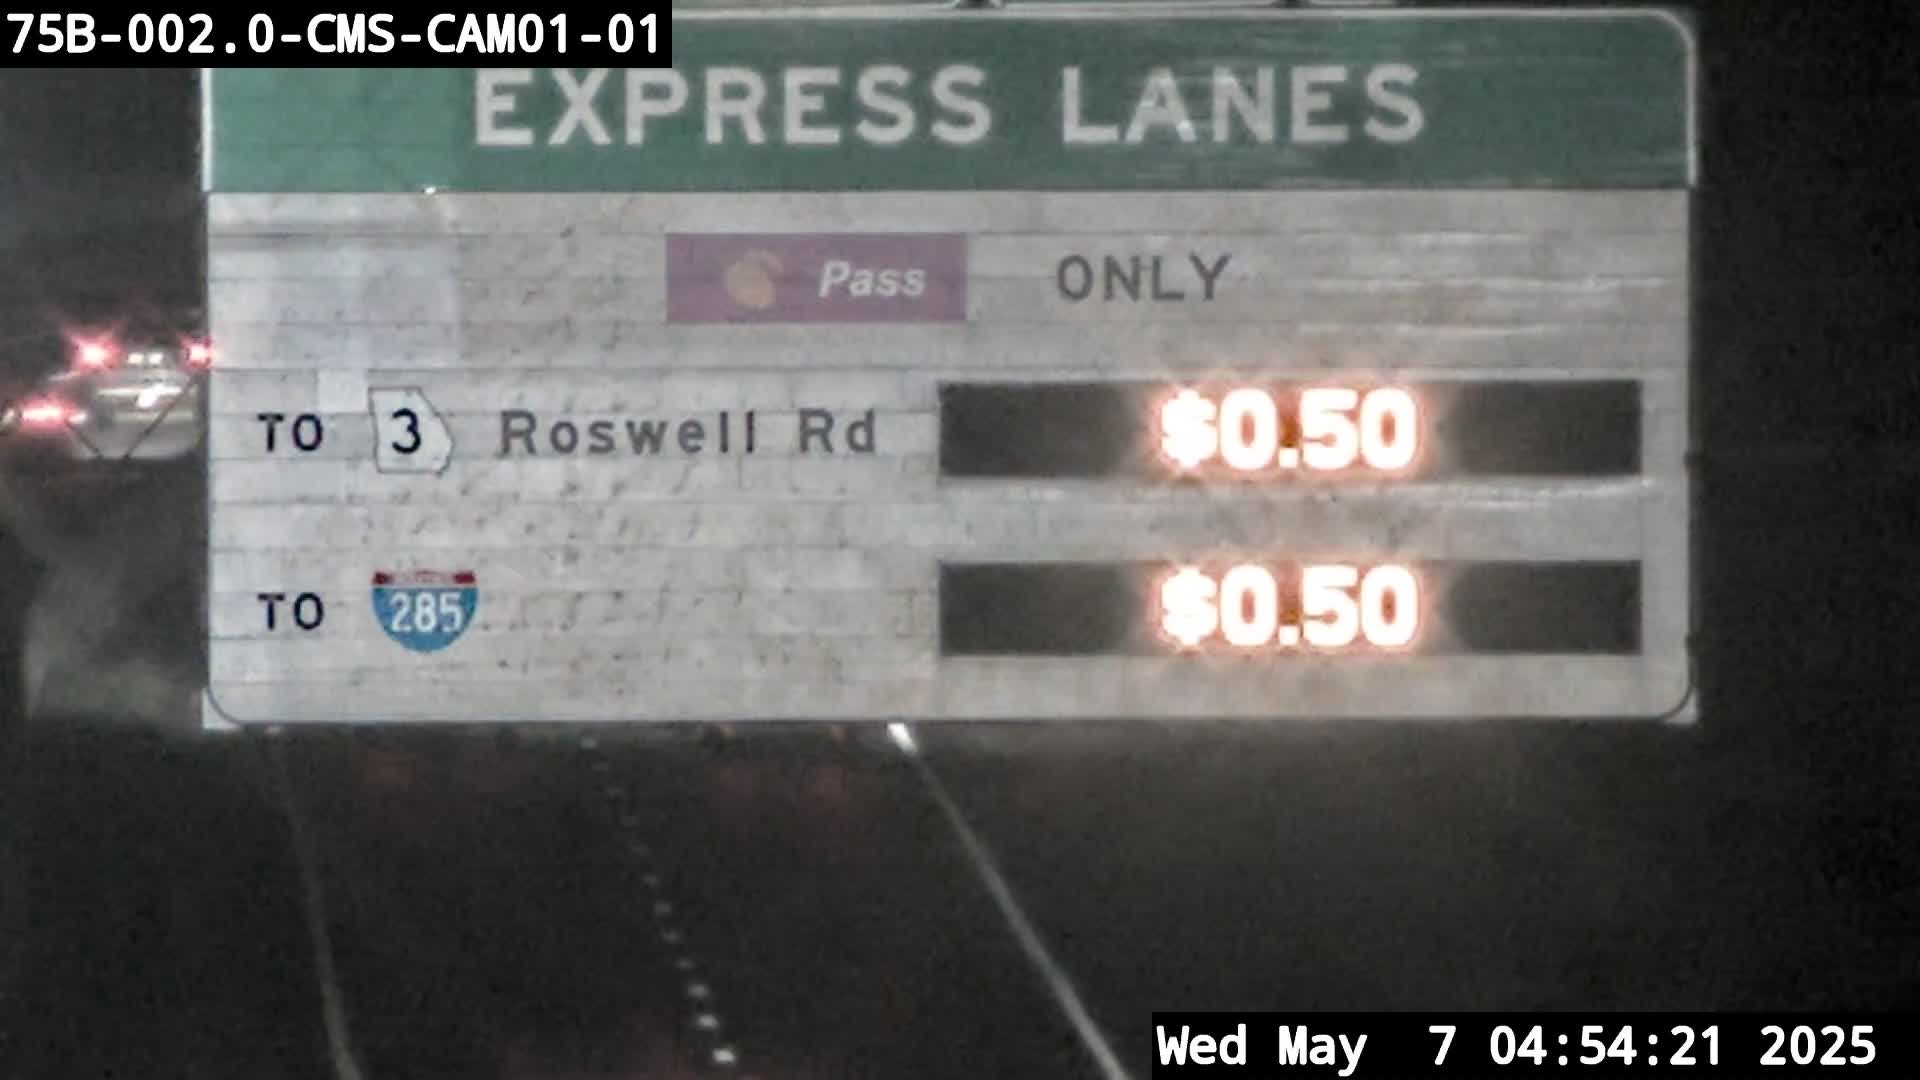 75B-002.0-CMS-CAM01-01
EXPRESS LANES
Pass ONLY
TO 3 Roswell Rd $0.50
TO 285 $0.50
Wed May 7 04:54:21 2025